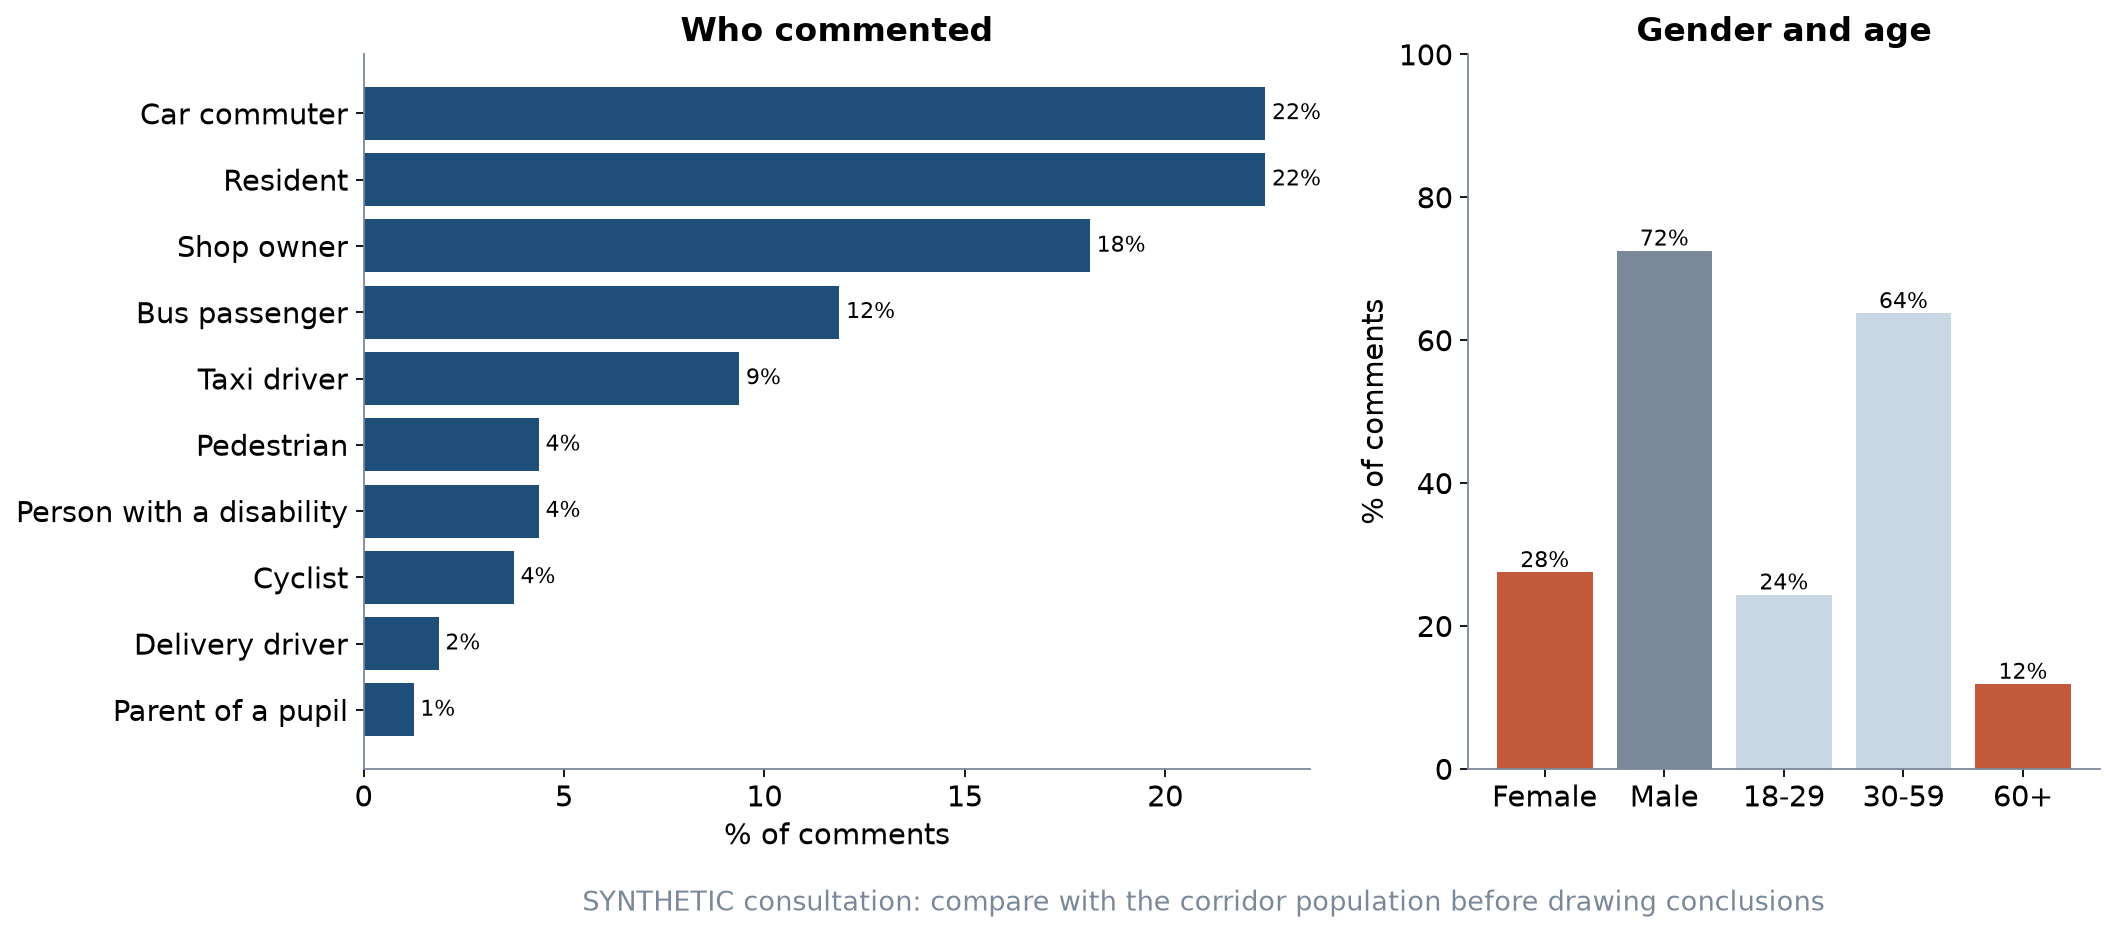 Who commented
Car commuter 22%
Resident 22%
Shop owner 18%
Bus passenger 12%
Taxi driver 9%
Pedestrian 4%
Person with a disability 4%
Cyclist 4%
Delivery driver 2%
Parent of a pupil 1%
0 5 10 15 20
% of comments
Gender and age
% of comments
100
80
60
40
20
0
28% 72% 24% 64% 12%
Female Male 18-29 30-59 60+
SYNTHETIC consultation: compare with the corridor population before drawing conclusions